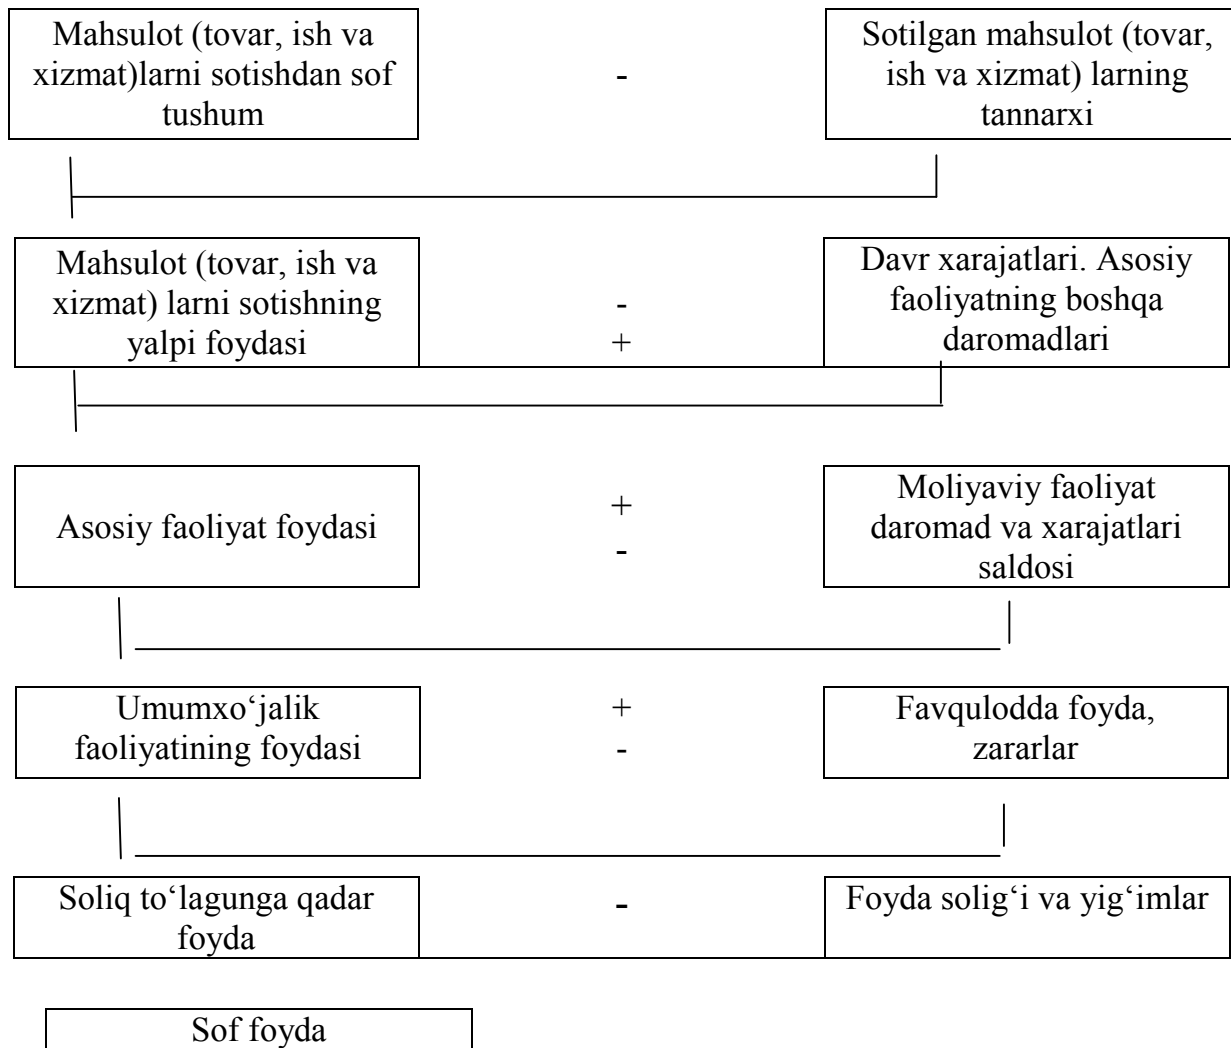 Mahsulot (tovar, ish va
xizmat)larni sotishdan sof
tushum
-
Sotilgan mahsulot (tovar,
ish va xizmat) larning
tannarxi
Mahsulot (tovar, ish va
xizmat) larni sotishning
yalpi foydasi
-
+
Davr xarajatlari. Asosiy
faoliyatning boshqa
daromadlari
Asosiy faoliyat foydasi
+
-
Moliyaviy faoliyat
daromad va xarajatlari
saldosi
Umumxo‘jalik
faoliyatining foydasi
+
-
Favqulodda foyda,
zararlar
Soliq to‘lagunga qadar
foyda
-
Foyda solig‘i va yig‘imlar
Sof foyda